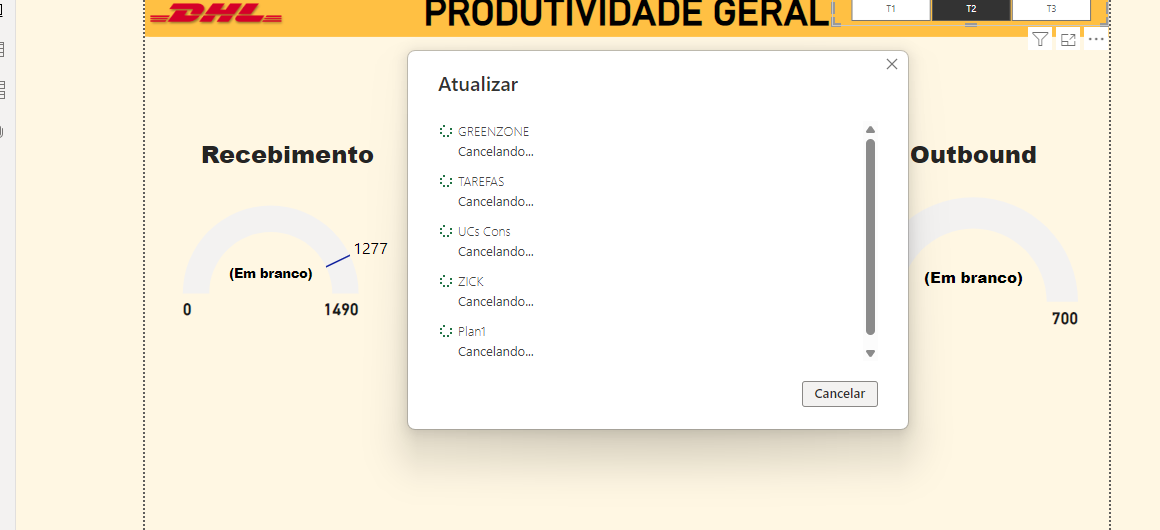 DHL
PRODUTIVIDADE GERAL
T1
T2
T3
Atualizar
GREENZONE
Cancelando...
TAREFAS
Cancelando...
UCs Cons
Cancelando...
ZICK
Cancelando...
Plan1
Cancelando...
Cancelar
Recebimento
1277
(Em branco)
0
1490
Outbound
(Em branco)
700